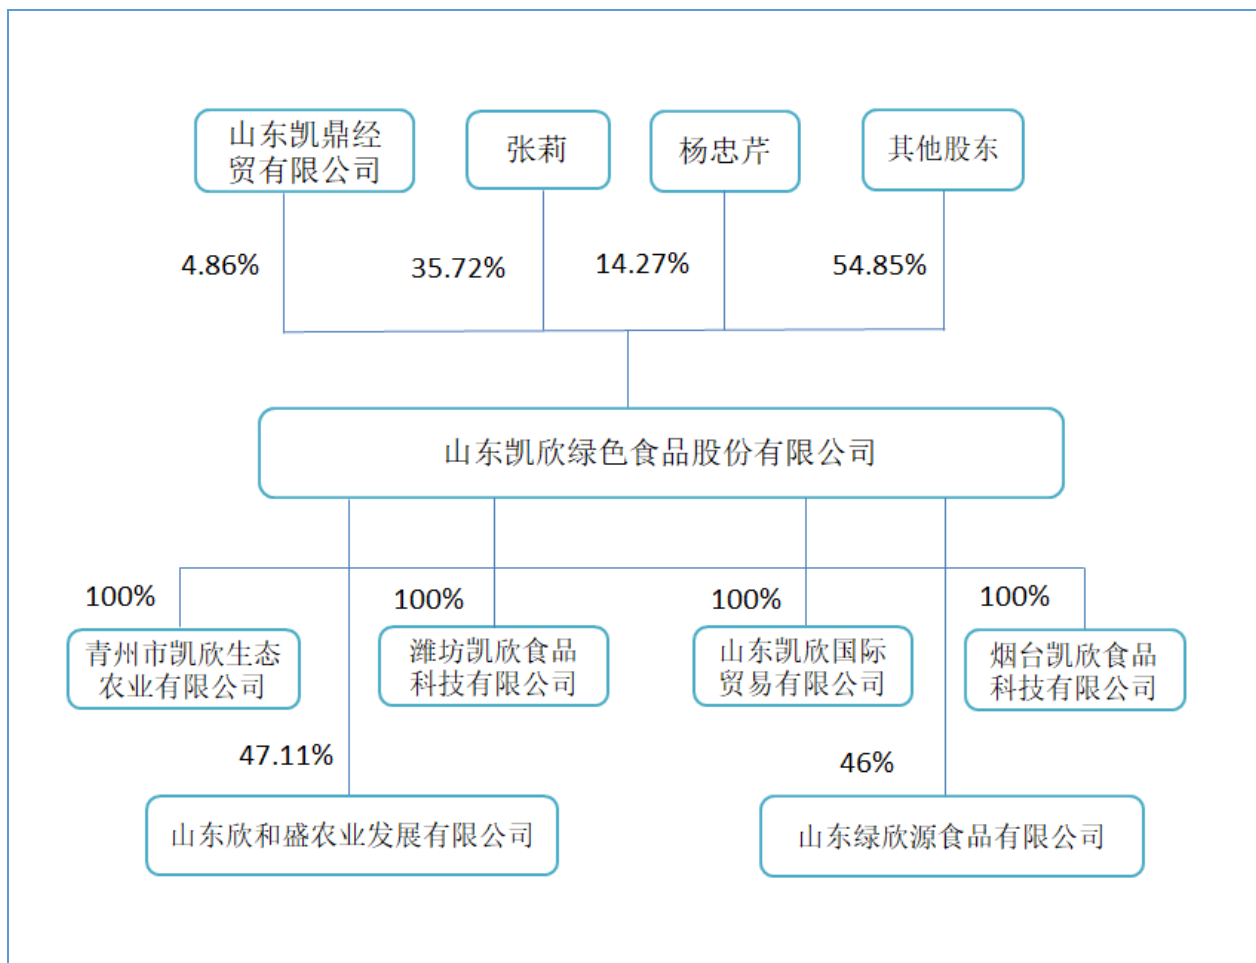 山东凯鼎经
贸有限公司
张莉
杨忠芹
其他股东
4.86%
35.72%
14.27%
54.85%
山东凯欣绿色食品股份有限公司
100%
100%
100%
100%
青州市凯欣生态
农业有限公司
潍坊凯欣食品
科技有限公司
山东凯欣国际
贸易有限公司
烟台凯欣食品
科技有限公司
47.11%
46%
山东欣和盛农业发展有限公司
山东绿欣源食品有限公司